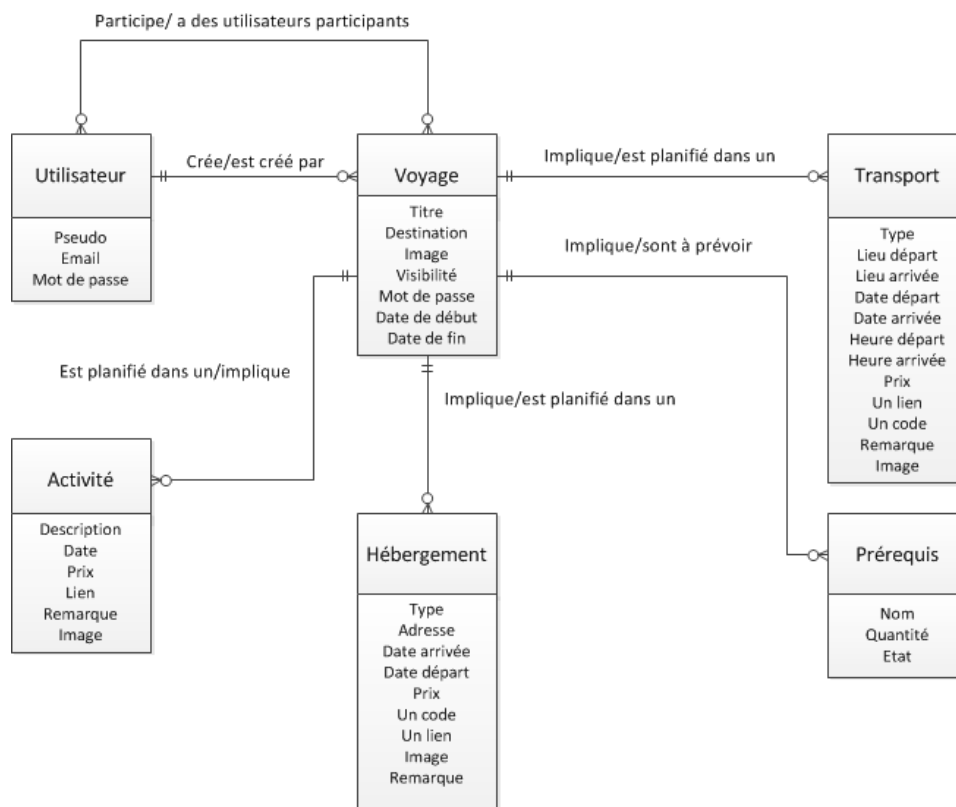 Participe/ a des utilisateurs participants
Utilisateur
Pseudo
Email
Mot de passe
Crée/est créé par
Voyage
Titre
Destination
Image
Visibilité
Mot de passe
Date de début
Date de fin
Implique/est planifié dans un
Transport
Type
Lieu départ
Lieu arrivée
Date départ
Date arrivée
Heure départ
Heure arrivée
Prix
Un lien
Un code
Remarque
Image
Implique/sont à prévoir
Est planifié dans un/implique
Implique/est planifié dans un
Activité
Description
Date
Prix
Lien
Remarque
Image
Hébergement
Type
Adresse
Date arrivée
Date départ
Prix
Un code
Un lien
Image
Remarque
Prérequis
Nom
Quantité
Etat